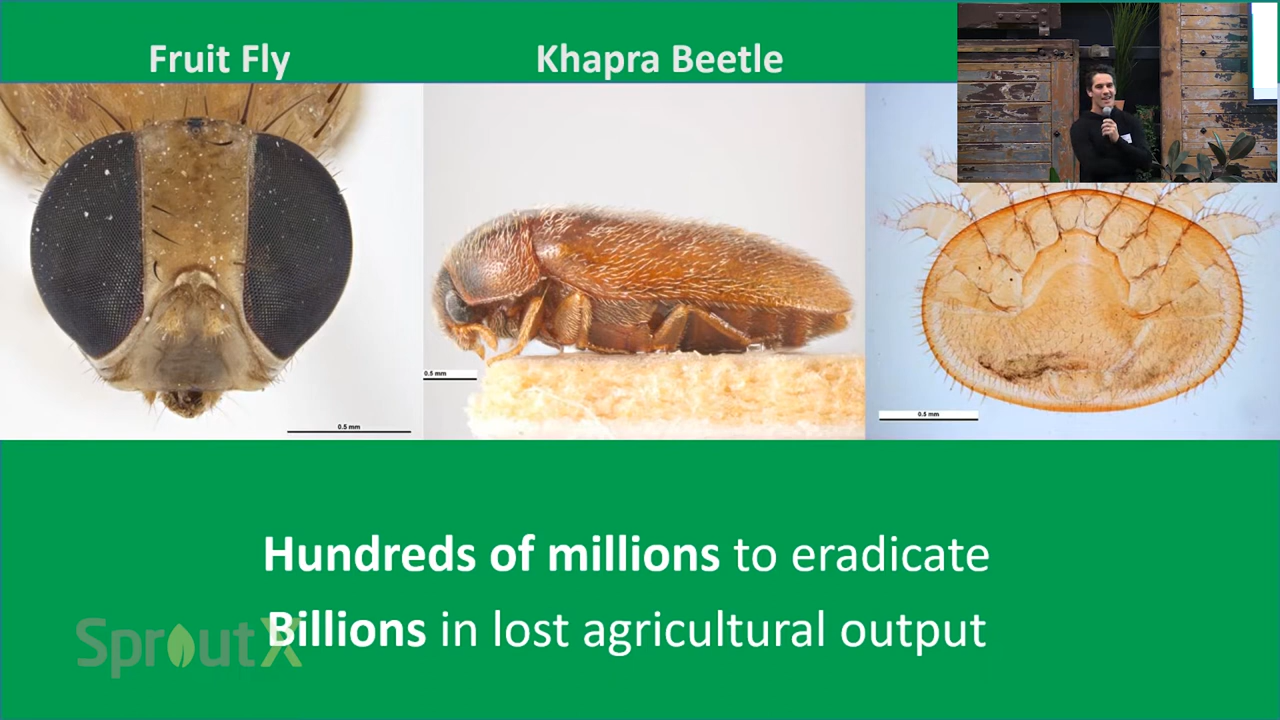 Fruit Fly
Khapra Beetle
0.5 mm
0.5 mm
0.5 mm
Hundreds of millions to eradicate
Billions in lost agricultural output
SproutX